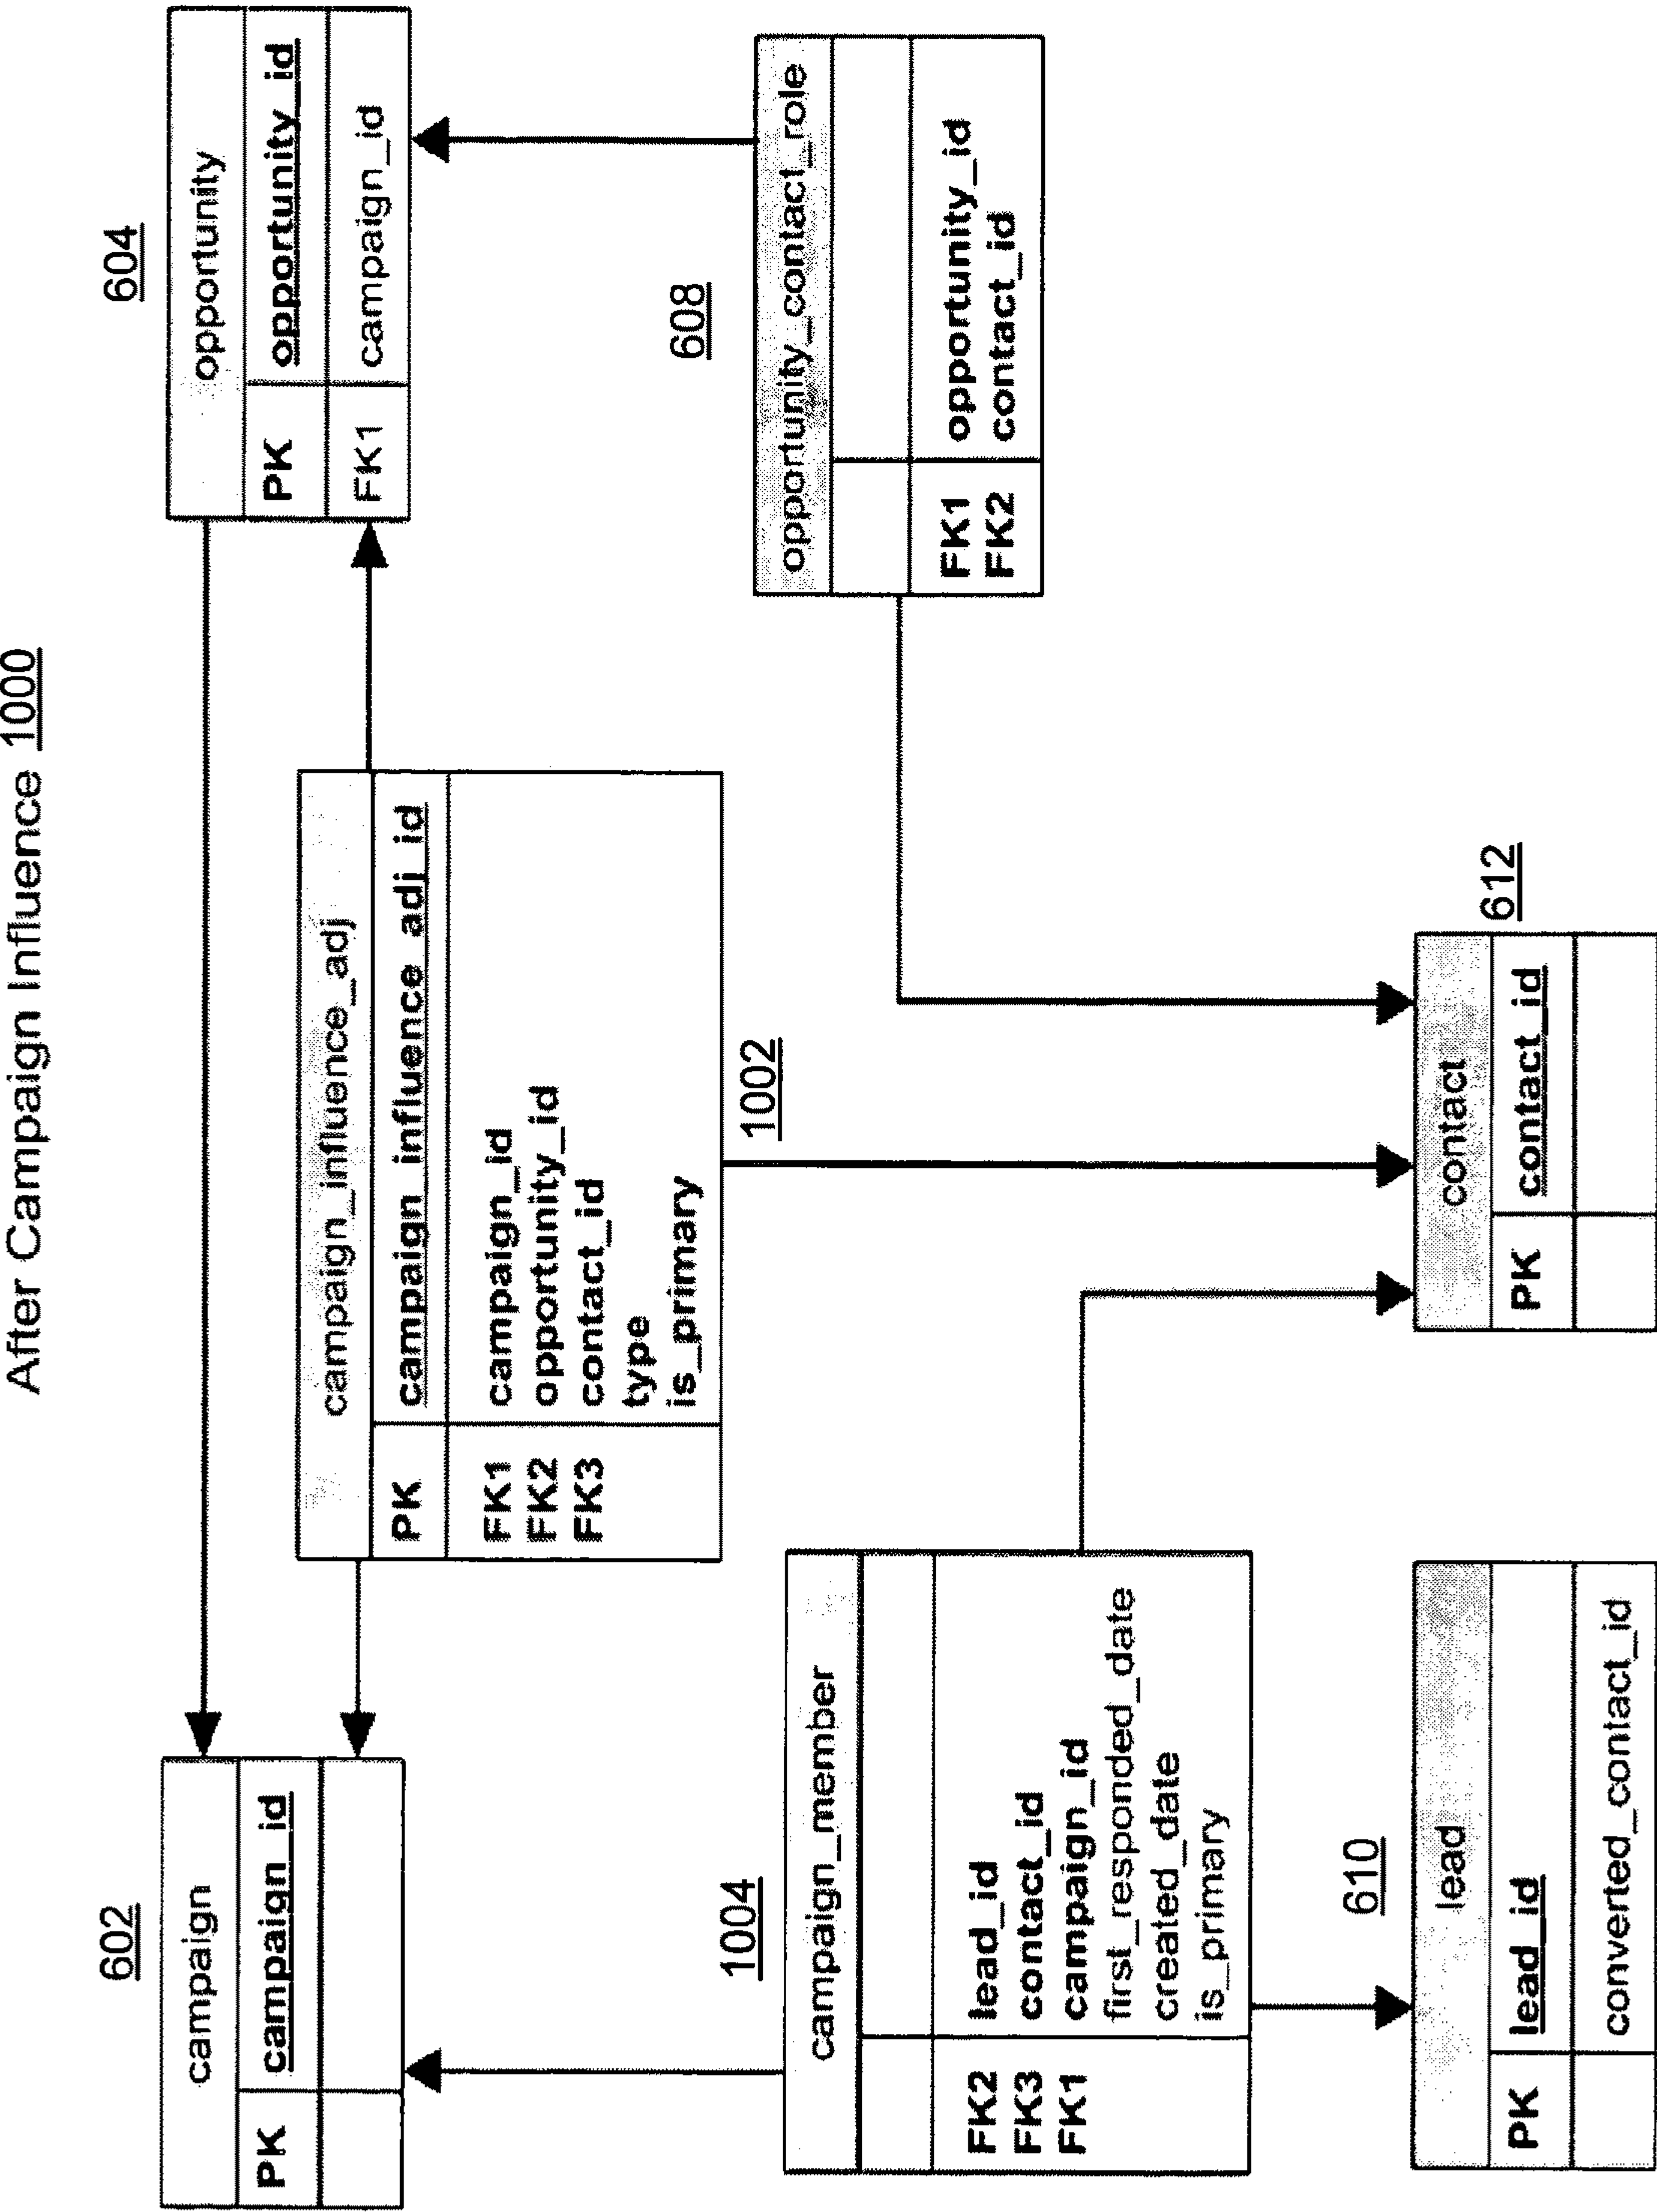 After Campaign Influence 1000
602
campaign
PK campaign_id
604
opportunity
PK opportunity_id
FK1 campaign_id
campaign_influence_adj
PK campaign_influence_adj_id
FK1 campaign_id
FK2 opportunity_id
FK3 contact_id
type
is_primary
1002
1004
campaign_member
FK2 lead_id
FK3 contact_id
FK1 campaign_id
first_responded_date
created_date
is_primary
608
opportunity_contact_role
FK1 opportunity_id
FK2 contact_id
610
lead
PK lead_id
converted_contact_id
612
contact
PK contact_id